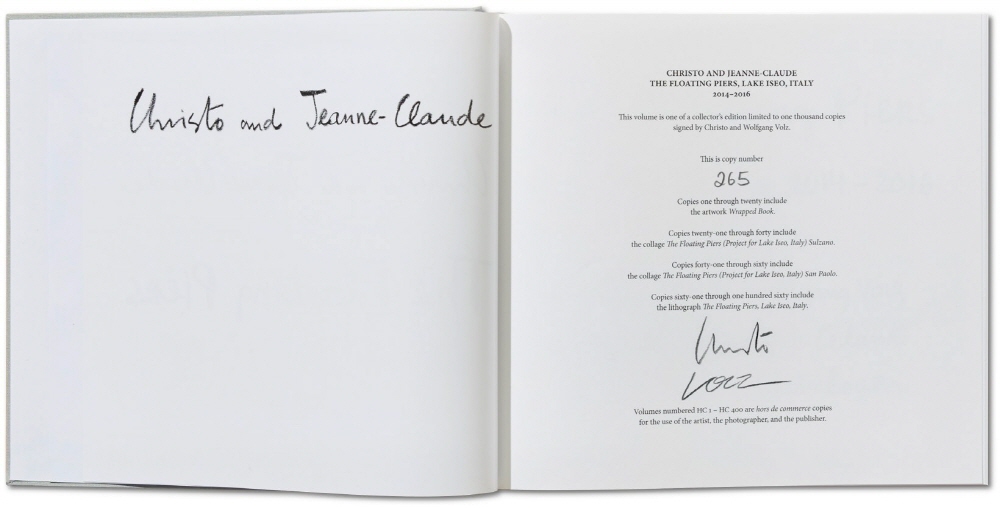 Christo and Jeanne-Claude
CHRISTO AND JEANNE-CLAUDE
THE FLOATING PIERS, LAKE ISEO, ITALY
2014–2016
This volume is one of a collector's edition limited to one thousand copies
signed by Christo and Wolfgang Volz.
This is copy number
265
Copies one through twenty include
the artwork Wrapped Book.
Copies twenty-one through forty include
the collage The Floating Piers (Project for Lake Iseo, Italy) Sulzano.
Copies forty-one through sixty include
the collage The Floating Piers (Project for Lake Iseo, Italy) San Paolo.
Copies sixty-one through one hundred sixty include
the lithograph The Floating Piers, Lake Iseo, Italy.
Christo
VOLZ
Volumes numbered HC 1 – HC 400 are hors de commerce copies
for the use of the artist, the photographer, and the publisher.